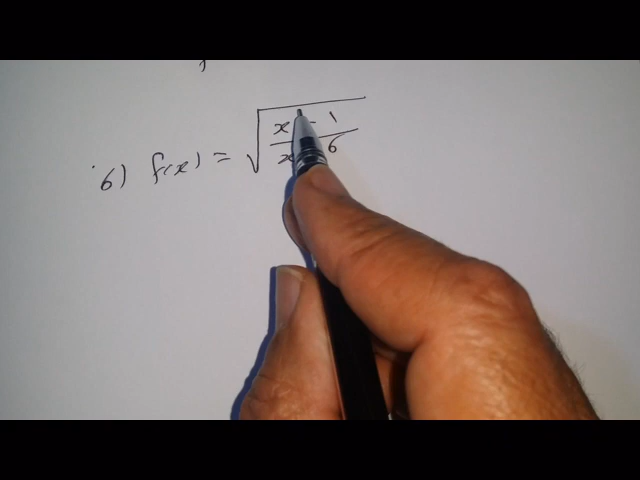 6) f(x) = √(x - 1 / x 6)